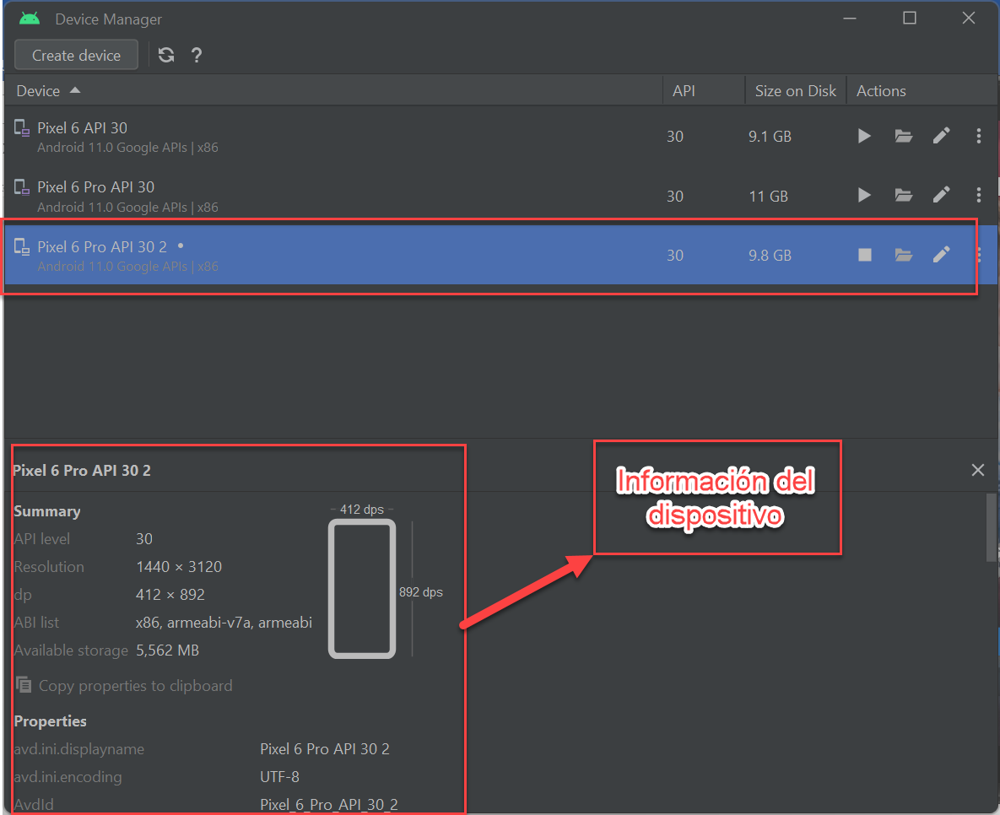 Device Manager
Create device
?
Device API Size on Disk Actions
Pixel 6 API 30
Android 11.0 Google APIs | x86
30 9.1 GB
Pixel 6 Pro API 30
Android 11.0 Google APIs | x86
30 11 GB
Pixel 6 Pro API 30 2 •
Android 11.0 Google APIs | x86
30 9.8 GB
Pixel 6 Pro API 30 2
Información del
dispositivo
Summary
API level 30
Resolution 1440 × 3120
dp 412 × 892
ABI list x86, armeabi-v7a, armeabi
Available storage 5,562 MB
412 dps
892 dps
Copy properties to clipboard
Properties
avd.ini.displayname Pixel 6 Pro API 30 2
avd.ini.encoding UTF-8
AvdId Pixel_6_Pro_API_30_2